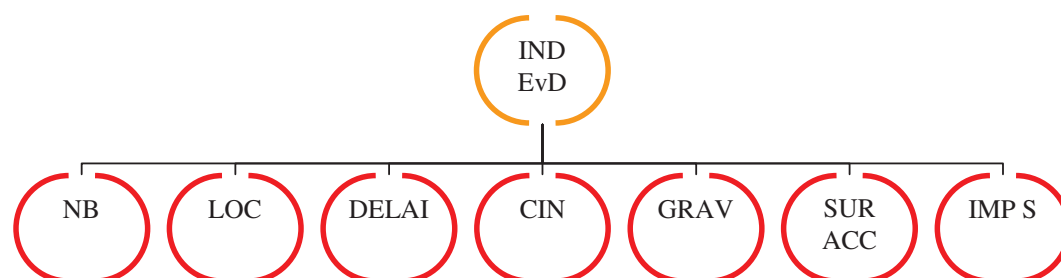 IND
EvD
NB
LOC
DELAI
CIN
GRAV
SUR
ACC
IMP S